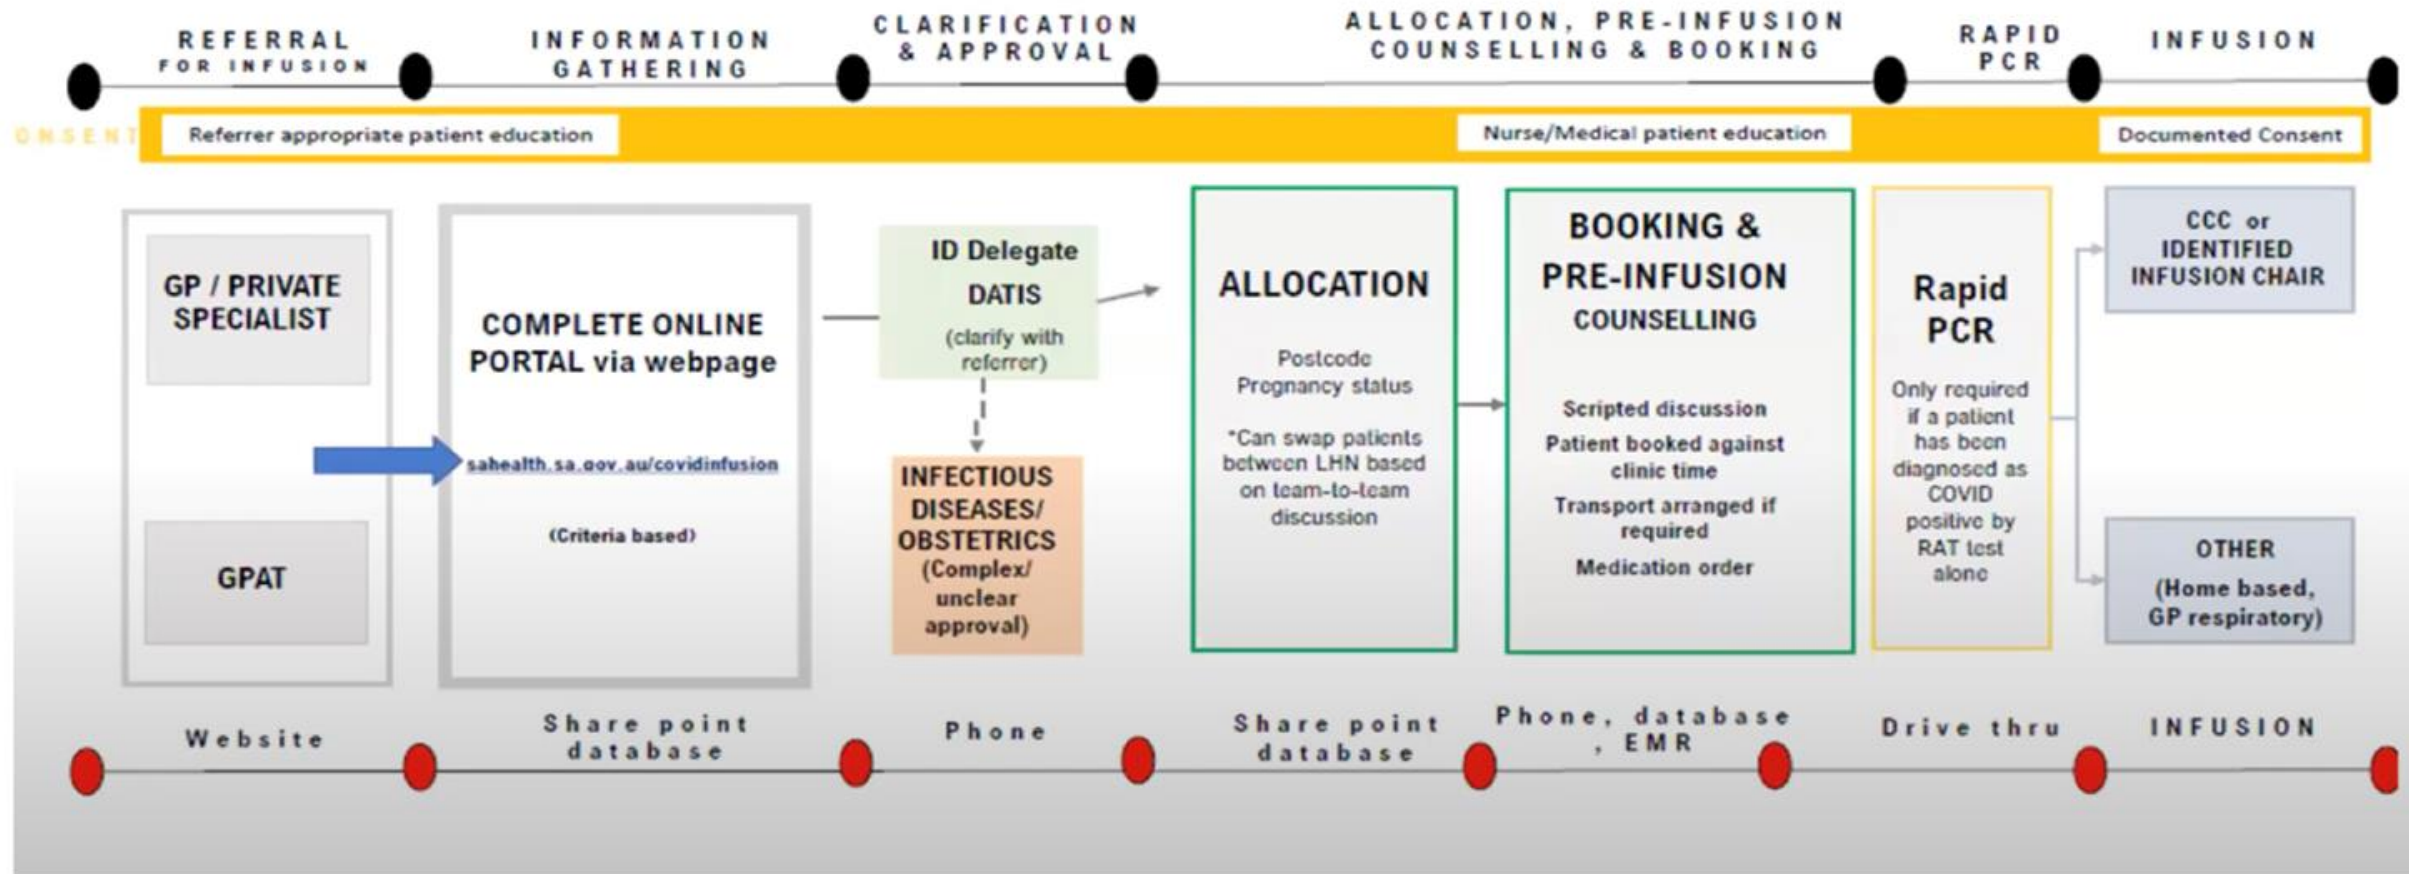 REFERRAL
FOR INFUSION
INFORMATION
GATHERING
CLARIFICATION
& APPROVAL
ALLOCATION, PRE-INFUSION
COUNSELLING & BOOKING
RAPID
PCR
INFUSION
ONSENT
Referrer appropriate patient education
Nurse/Medical patient education
Documented Consent
GP / PRIVATE
SPECIALIST
GPAT
COMPLETE ONLINE
PORTAL via webpage
sahealth.sa.gov.au/covidinfusion
(Criteria based)
ID Delegate
DATIS
(clarify with
referrer)
INFECTIOUS
DISEASES/
OBSTETRICS
(Complex/
unclear
approval)
ALLOCATION
Postcode
Pregnancy status
*Can swap patients
between LHN based
on team-to-team
discussion
BOOKING &
PRE-INFUSION
COUNSELLING
Scripted discussion
Patient booked against
clinic time
Transport arranged if
required
Medication order
Rapid
PCR
Only required
if a patient
has been
diagnosed as
COVID
positive by
RAT test
alone
CCC or
IDENTIFIED
INFUSION CHAIR
OTHER
(Home based,
GP respiratory)
Website
Share point
database
Phone
Share point
database
Phone, database
, EMR
Drive thru
INFUSION